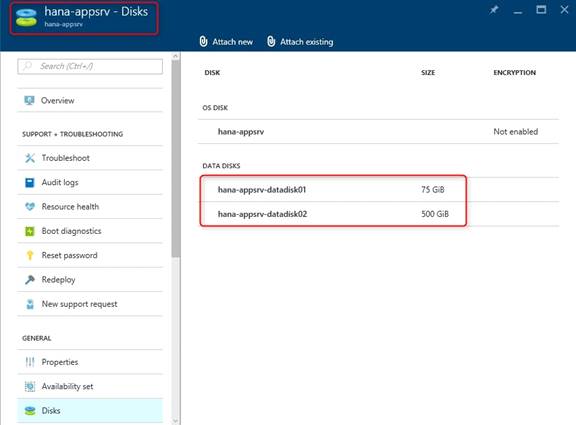 hana-appsrv - Disks
hana-appsrv
Attach new Attach existing
Search (Ctrl+/)
Overview
SUPPORT + TROUBLESHOOTING
Troubleshoot
Audit logs
Resource health
Boot diagnostics
Reset password
Redeploy
New support request
GENERAL
Properties
Availability set
Disks
DISK SIZE ENCRYPTION
OS DISK
hana-appsrv Not enabled
DATA DISKS
hana-appsrv-datadisk01 75 GiB
hana-appsrv-datadisk02 500 GiB